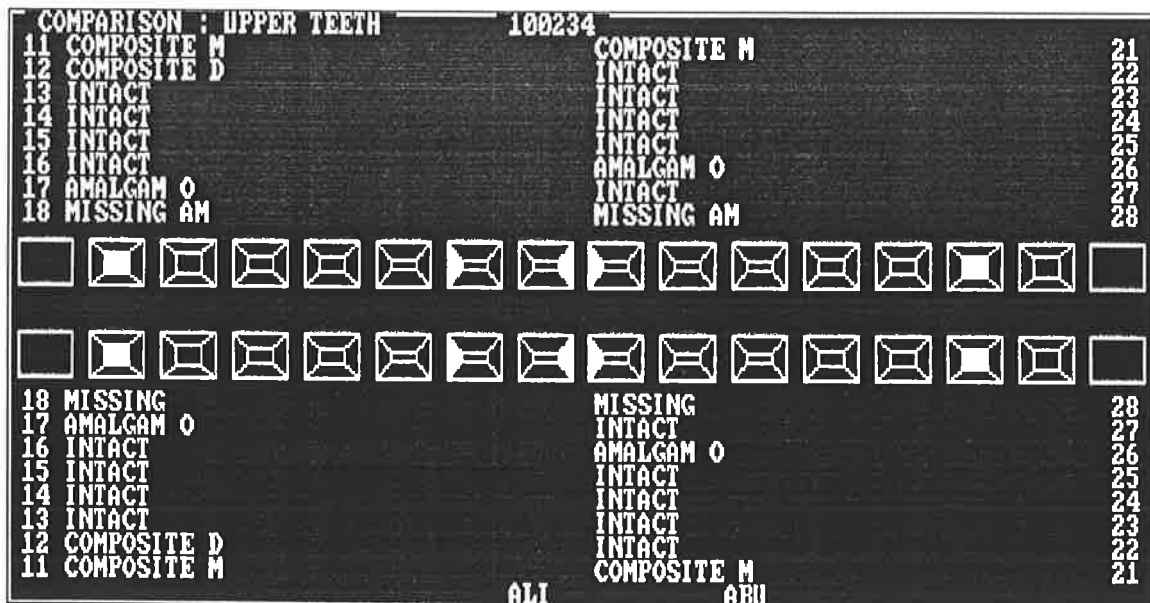 COMPARISON : UPPER TEETH 100234
11 COMPOSITE M COMPOSITE M 21
12 COMPOSITE D INTACT 22
13 INTACT INTACT 23
14 INTACT INTACT 24
15 INTACT INTACT 25
16 INTACT AMALGAM O 26
17 AMALGAM O INTACT 27
18 MISSING AM MISSING AM 28
18 MISSING MISSING 28
17 AMALGAM O INTACT 27
16 INTACT AMALGAM O 26
15 INTACT INTACT 25
14 INTACT INTACT 24
13 INTACT INTACT 23
12 COMPOSITE D INTACT 22
11 COMPOSITE M COMPOSITE M 21
ALI ABU